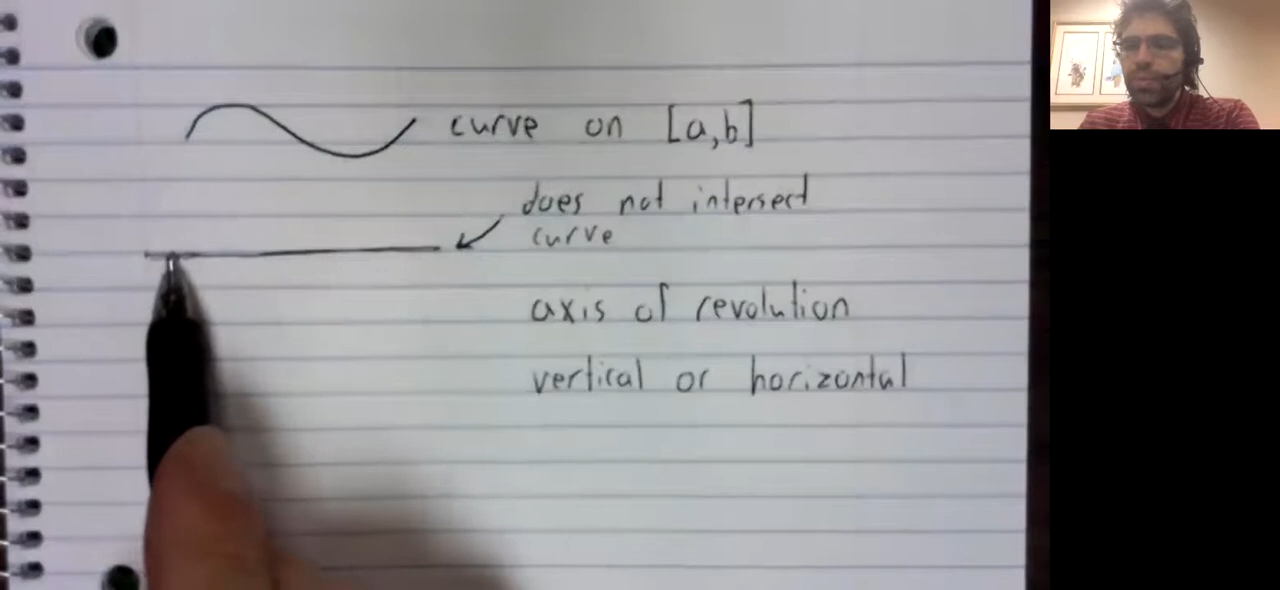 curve on [a,b]
does not intersect
curve
axis of revolution
vertical or horizontal